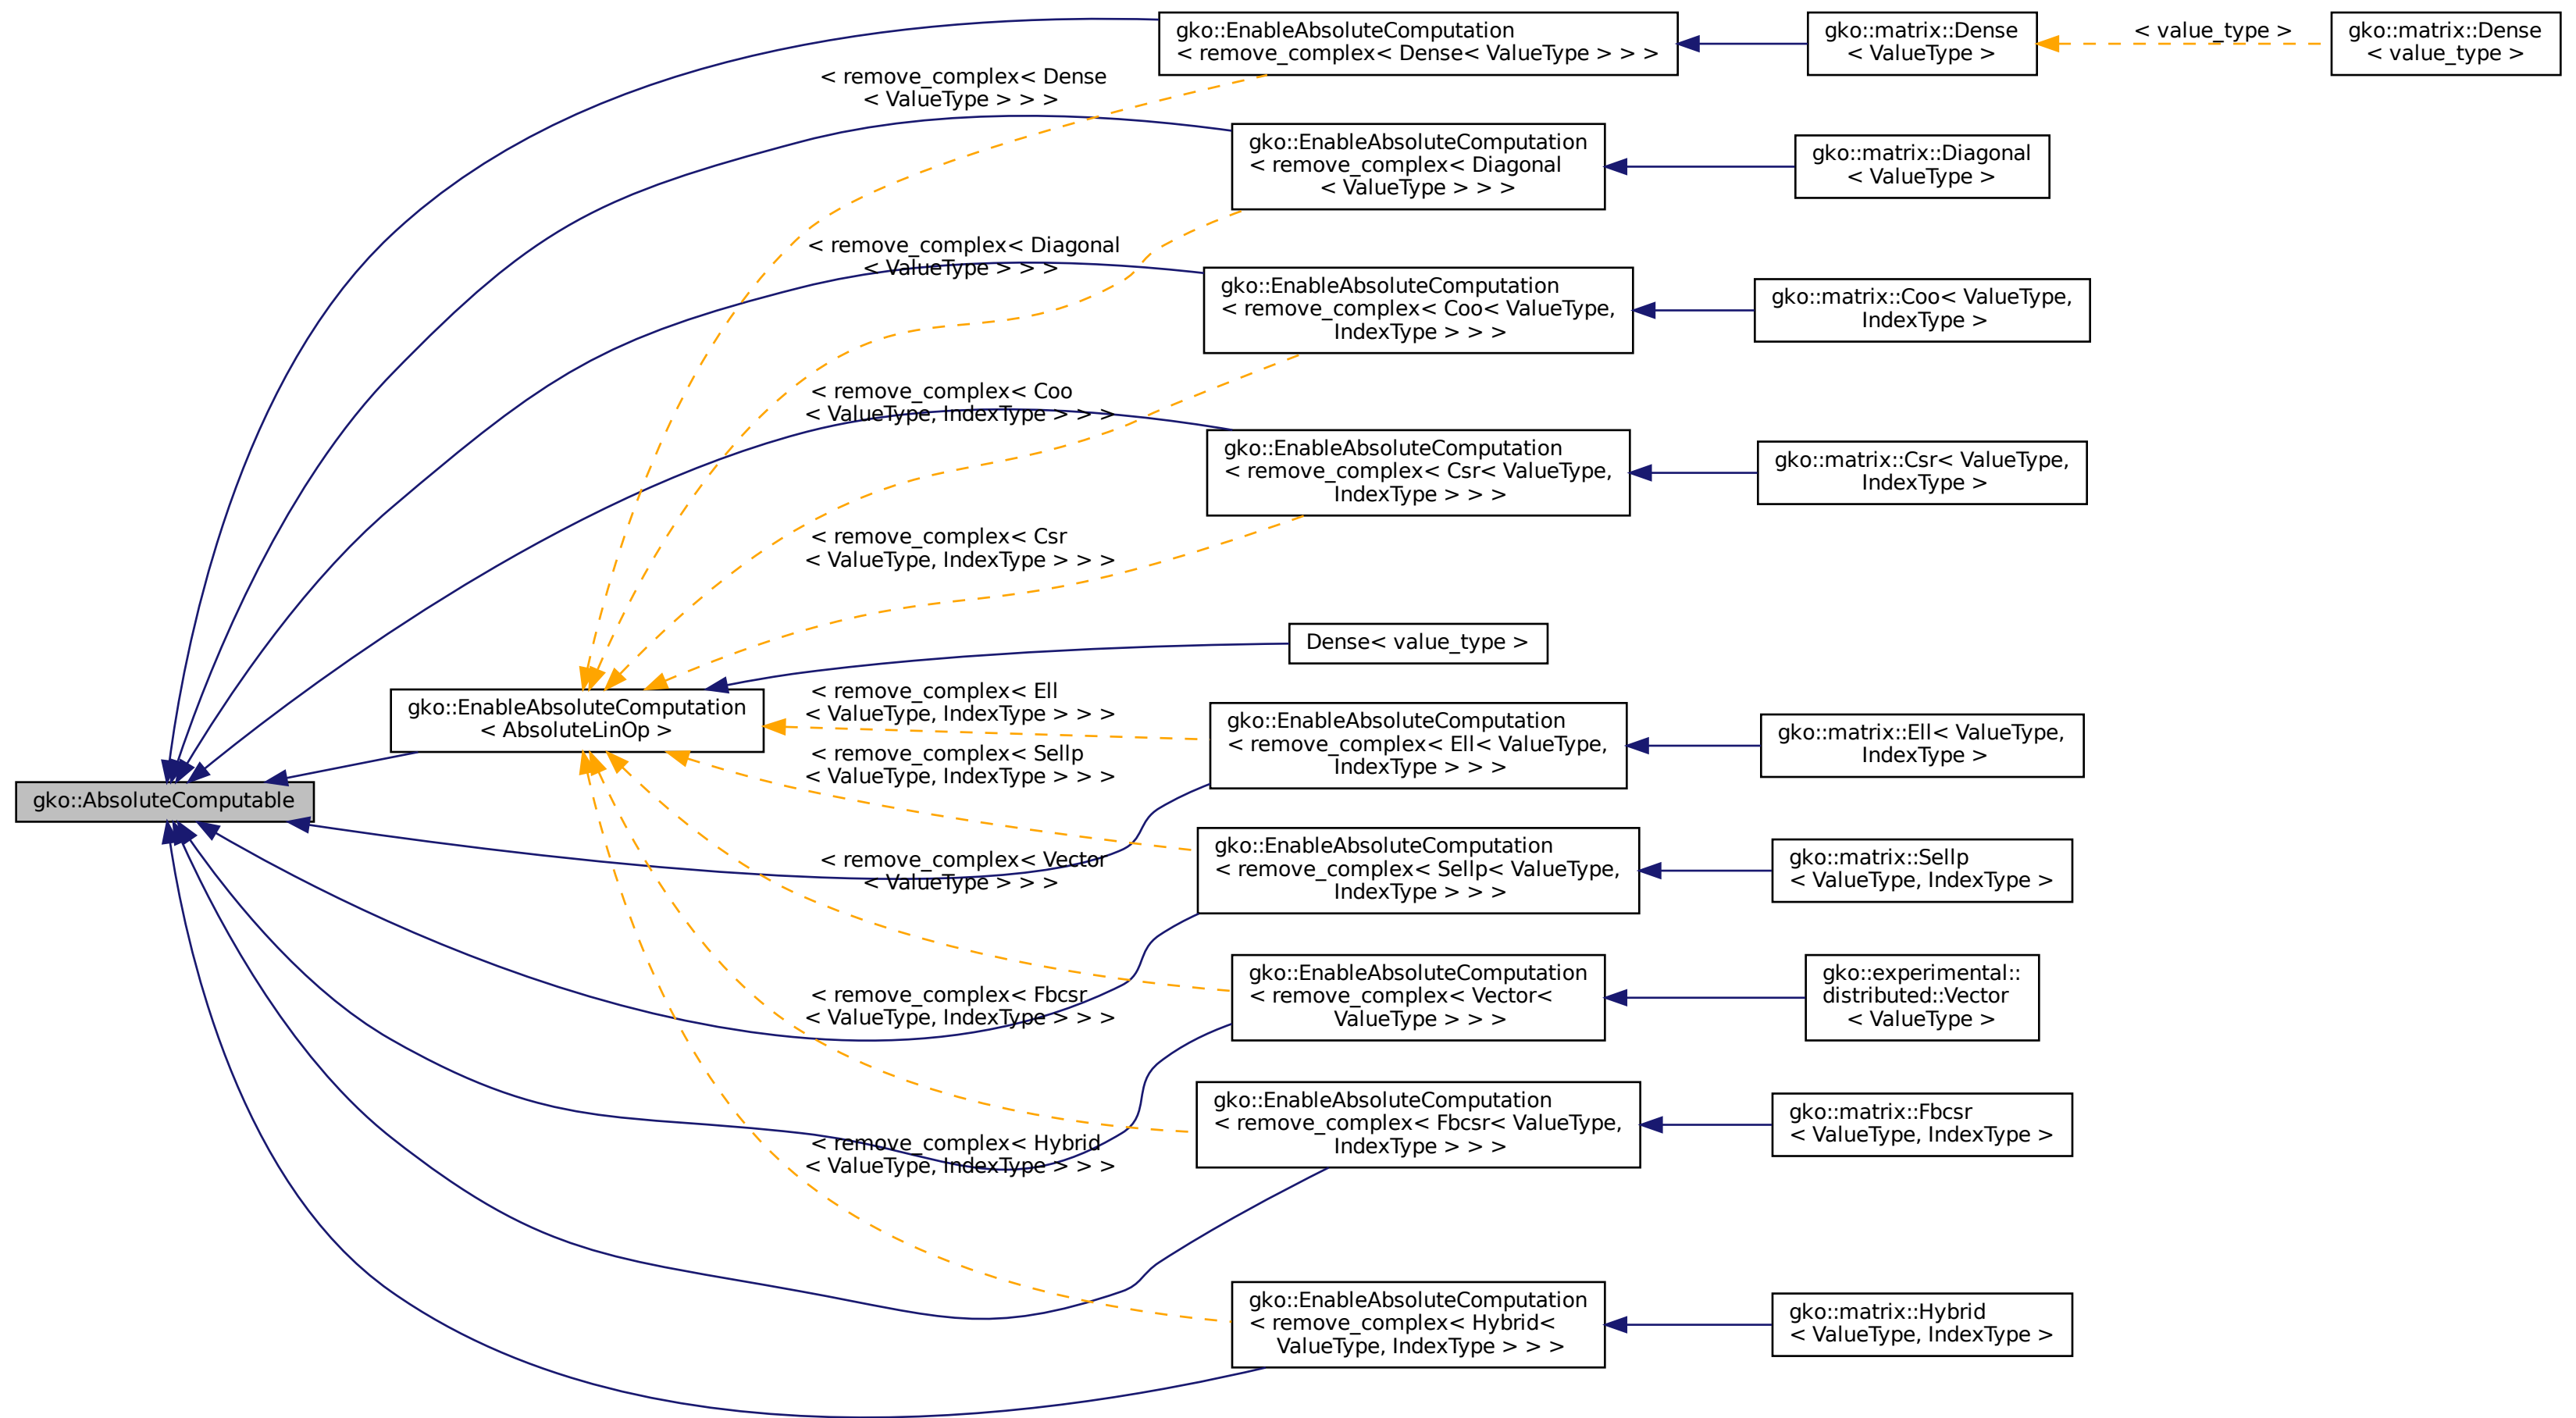 gko::EnableAbsoluteComputation
< remove_complex< Dense< ValueType > > >
gko::matrix::Dense
< ValueType >
< value_type >
gko::matrix::Dense
< value_type >
< remove_complex< Dense
< ValueType > > >
gko::EnableAbsoluteComputation
< remove_complex< Diagonal
< ValueType > > >
gko::matrix::Diagonal
< ValueType >
< remove_complex< Diagonal
< ValueType > > >
gko::EnableAbsoluteComputation
< remove_complex< Coo< ValueType,
IndexType > > >
gko::matrix::Coo< ValueType,
IndexType >
< remove_complex< Coo
< ValueType, IndexType > > >
gko::EnableAbsoluteComputation
< remove_complex< Csr< ValueType,
IndexType > > >
gko::matrix::Csr< ValueType,
IndexType >
< remove_complex< Csr
< ValueType, IndexType > > >
Dense< value_type >
gko::EnableAbsoluteComputation
< AbsoluteLinOp >
< remove_complex< Ell
< ValueType, IndexType > > >
gko::EnableAbsoluteComputation
< remove_complex< Ell< ValueType,
IndexType > > >
gko::matrix::Ell< ValueType,
IndexType >
< remove_complex< Sellp
< ValueType, IndexType > > >
gko::AbsoluteComputable
gko::EnableAbsoluteComputation
< remove_complex< Sellp< ValueType,
IndexType > > >
gko::matrix::Sellp
< ValueType, IndexType >
< remove_complex< Vector
< ValueType > > >
gko::EnableAbsoluteComputation
< remove_complex< Vector<
ValueType > > >
gko::experimental::
distributed::Vector
< ValueType >
< remove_complex< Fbcsr
< ValueType, IndexType > > >
gko::EnableAbsoluteComputation
< remove_complex< Fbcsr< ValueType,
IndexType > > >
gko::matrix::Fbcsr
< ValueType, IndexType >
< remove_complex< Hybrid
< ValueType, IndexType > > >
gko::EnableAbsoluteComputation
< remove_complex< Hybrid<
ValueType, IndexType > > >
gko::matrix::Hybrid
< ValueType, IndexType >